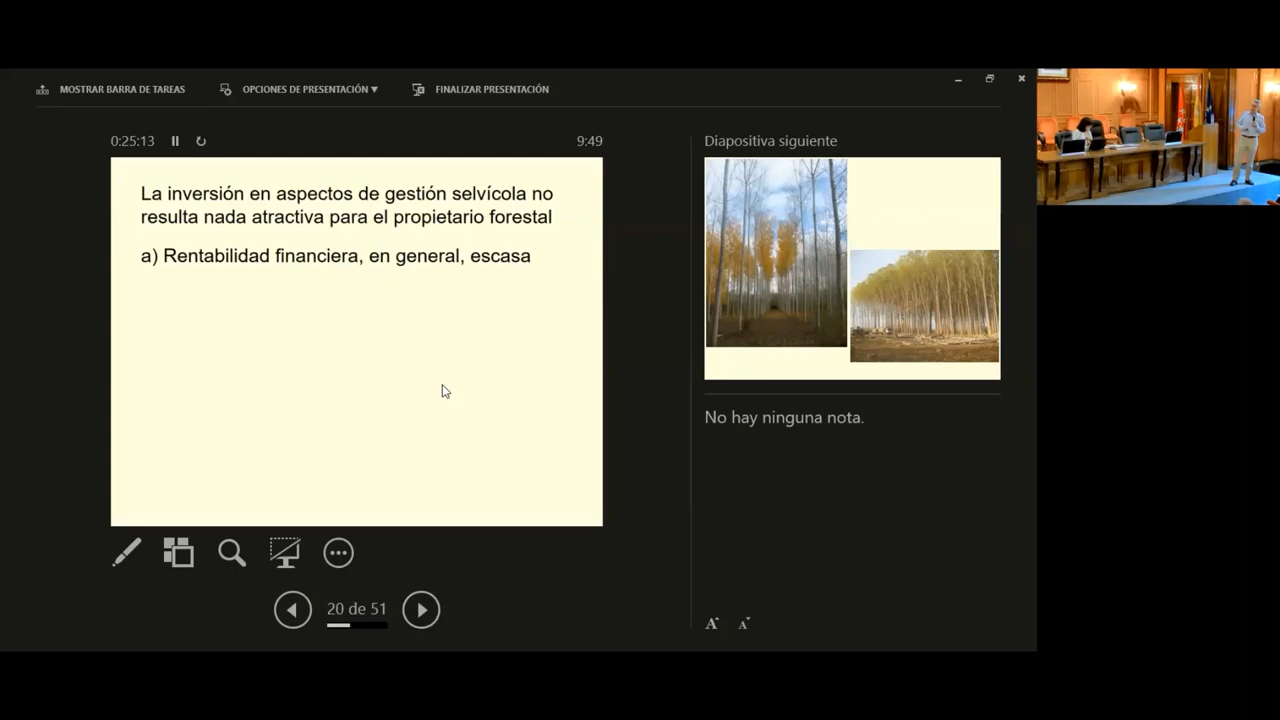 MOSTRAR BARRA DE TAREAS
OPCIONES DE PRESENTACIÓN ▼
FINALIZAR PRESENTACIÓN
0:25:13
9:49
Diapositiva siguiente
La inversión en aspectos de gestión selvícola no
resulta nada atractiva para el propietario forestal
a) Rentabilidad financiera, en general, escasa
No hay ninguna nota.
20 de 51
A
A